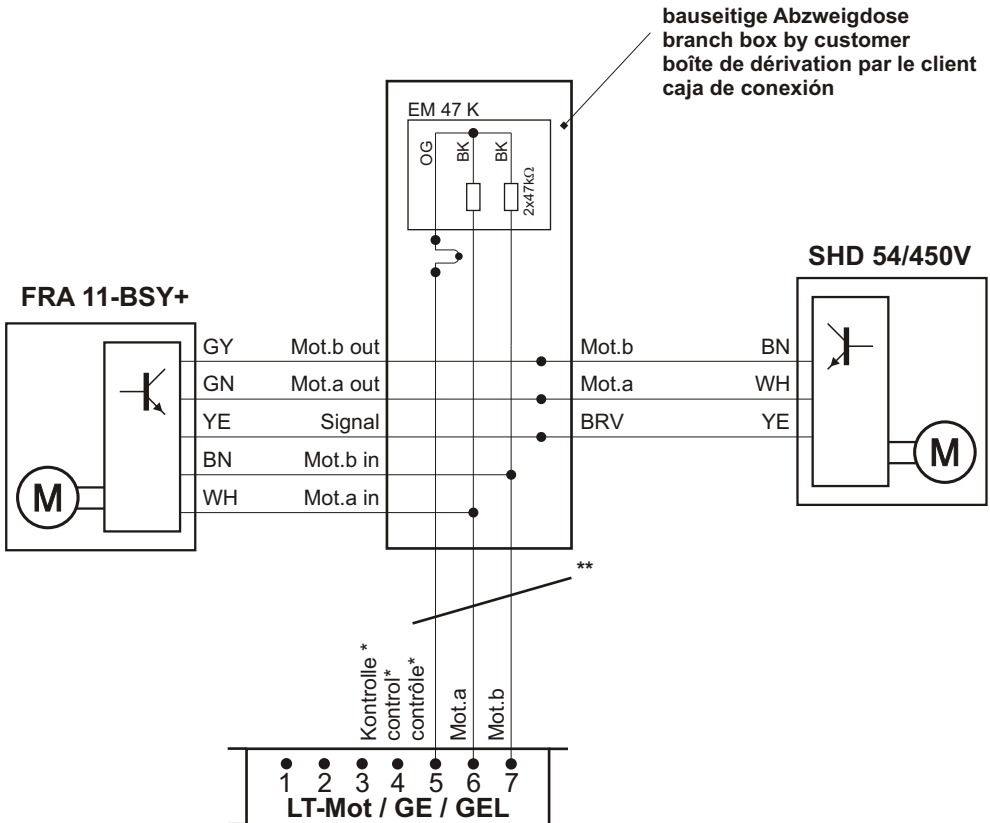 bauseitige Abzweigdose
branch box by customer
boîte de dérivation par le client
caja de conexión
EM 47 K
OG
BK
BK
2x47kΩ
SHD 54/450V
FRA 11-BSY+
GY Mot.b out
GN Mot.a out
YE Signal
BN Mot.b in
WH Mot.a in
Mot.b BN
Mot.a WH
BRV YE
M
M
**
Kontrolle *
control*
contrôle*
Mot.a
Mot.b
1 2 3 4 5 6 7
LT-Mot / GE / GEL